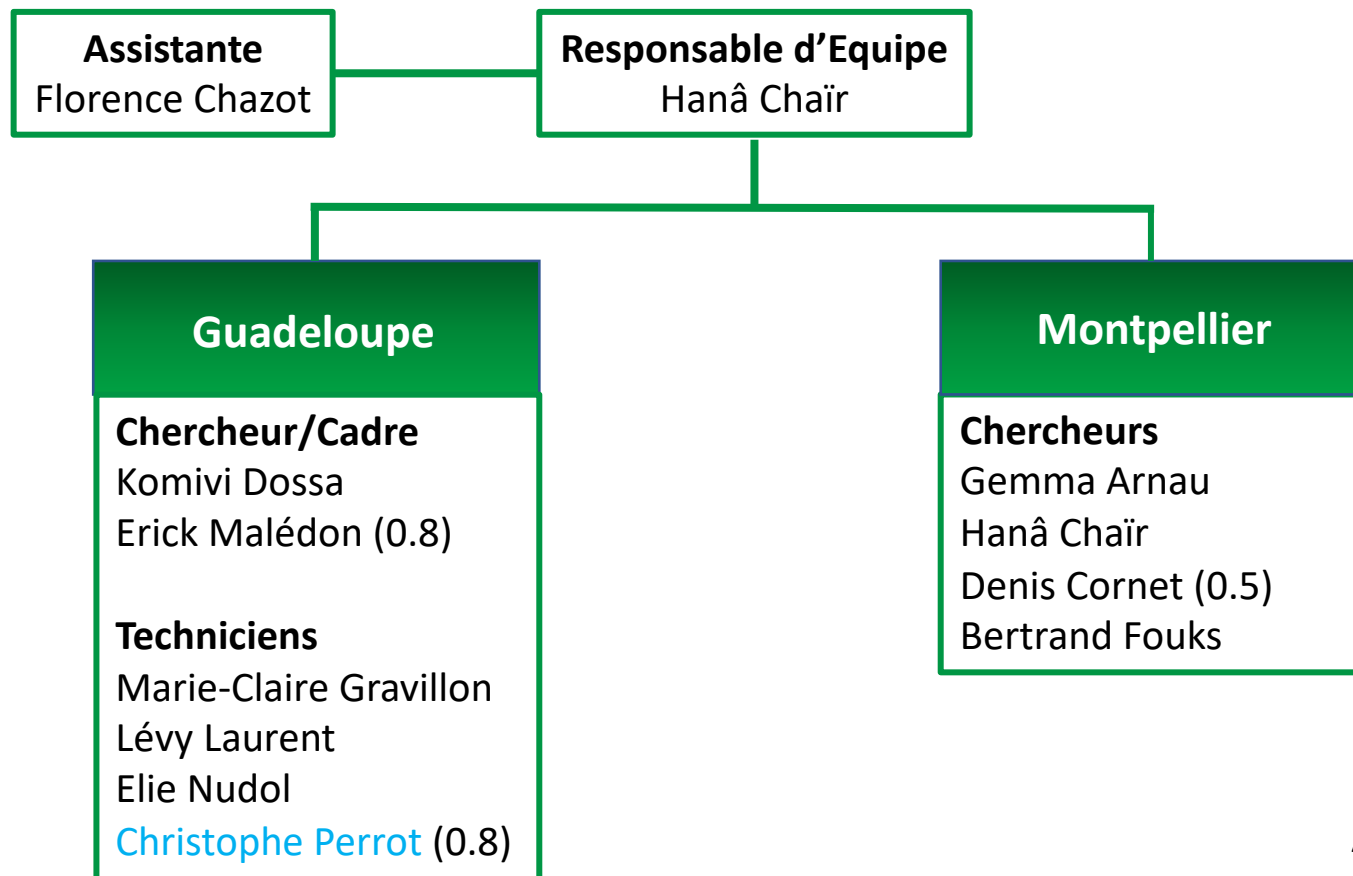 Assistante
Florence Chazot
Responsable d’Equipe
Hanâ Chaïr
Guadeloupe
Chercheur/Cadre
Komivi Dossa
Erick Malédon (0.8)
Techniciens
Marie-Claire Gravillon
Lévy Laurent
Elie Nudol
Christophe Perrot (0.8)
Montpellier
Chercheurs
Gemma Arnau
Hanâ Chaïr
Denis Cornet (0.5)
Bertrand Fouks